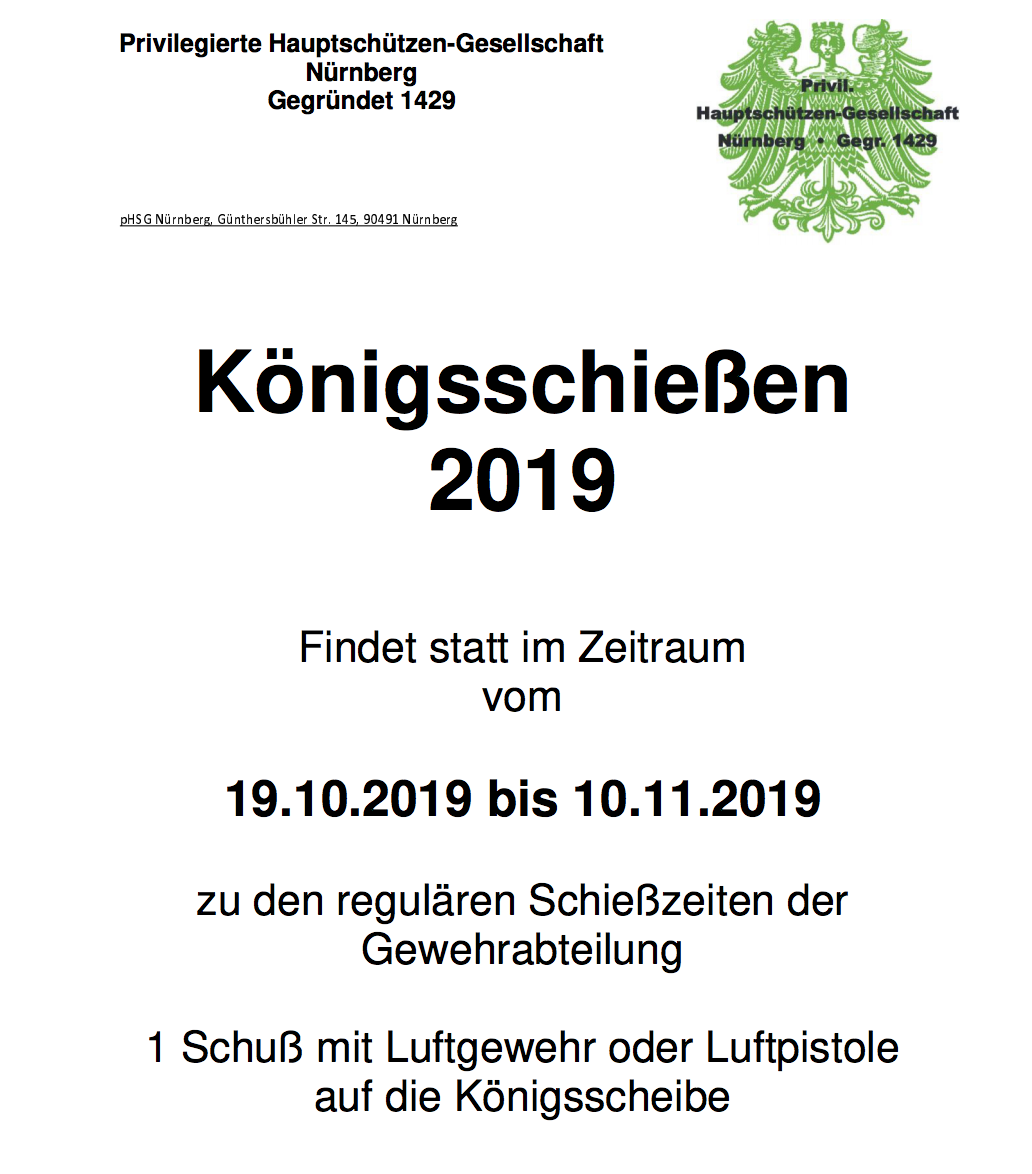 Privilegierte Hauptschützen-Gesellschaft
Nürnberg
Gegründet 1429
Privil.
Hauptschützen-Gesellschaft
Nürnberg • Gegr. 1429
pHSG Nürnberg, Günthersbühler Str. 145, 90491 Nürnberg
Königsschießen
2019
Findet statt im Zeitraum
vom
19.10.2019 bis 10.11.2019
zu den regulären Schießzeiten der
Gewehrabteilung
1 Schuß mit Luftgewehr oder Luftpistole
auf die Königsscheibe